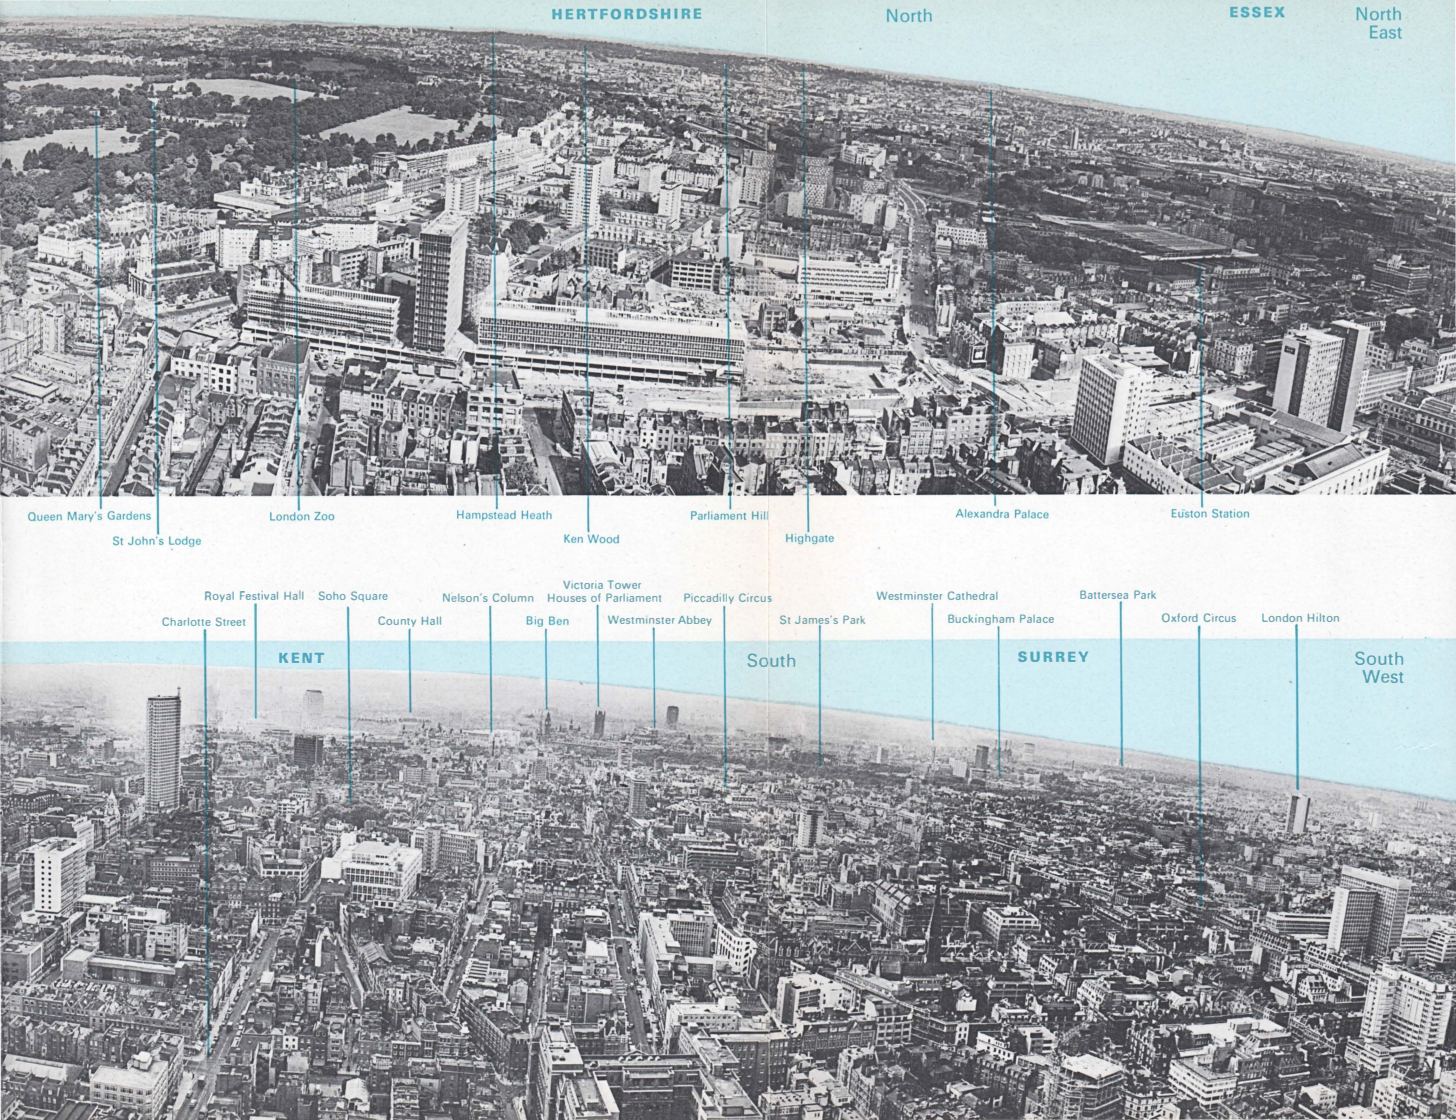 HERTFORDSHIRE
North
ESSEX
North
East
Queen Mary's Gardens
St John's Lodge
London Zoo
Hampstead Heath
Ken Wood
Parliament Hill
Highgate
Alexandra Palace
Euston Station
Royal Festival Hall
Charlotte Street
Soho Square
County Hall
Nelson's Column
Big Ben
Victoria Tower
Houses of Parliament
Westminster Abbey
Piccadilly Circus
St James's Park
Westminster Cathedral
Buckingham Palace
Battersea Park
Oxford Circus
London Hilton
KENT
South
SURREY
South
West